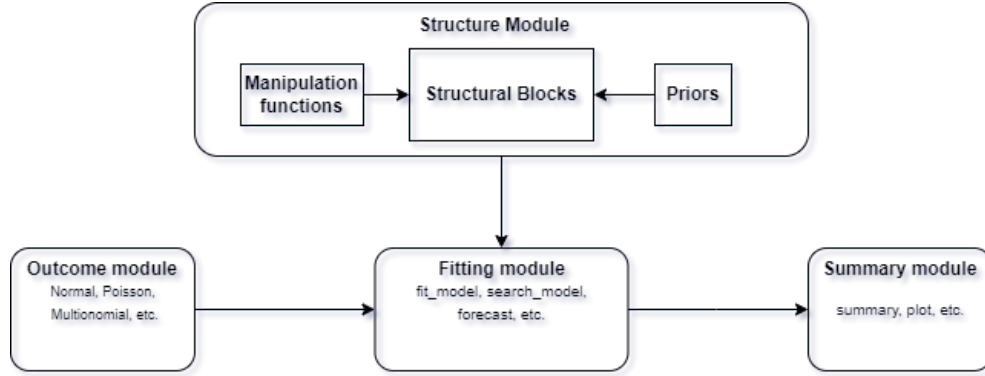 Structure Module
Manipulation
functions
Structural Blocks
Priors
Outcome module
Normal, Poisson,
Multionomial, etc.
Fitting module
fit_model, search_model,
forecast, etc.
Summary module
summary, plot, etc.